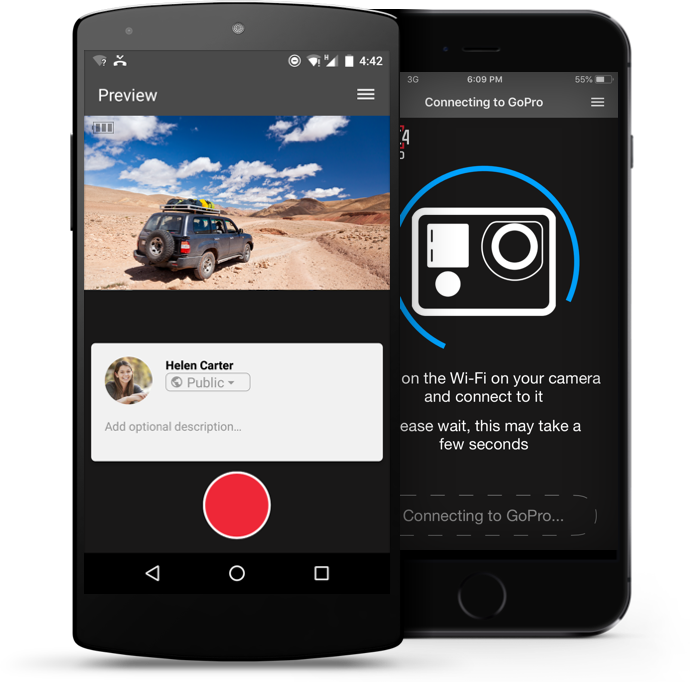 4:42
Preview
Helen Carter
Public
Add optional description...
3G 6:09 PM 55%
Connecting to GoPro
4
on the Wi-Fi on your camera
and connect to it
ease wait, this may take a
few seconds
Connecting to GoPro...